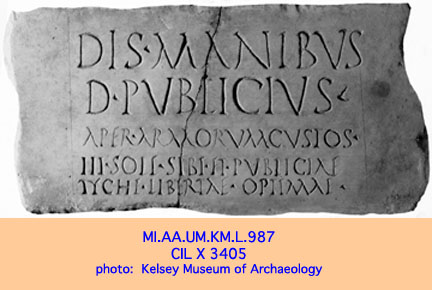 DIS·MANIBVS
D·PVBLICIVS
APER·ARMORVM CVSTOS·
III·SOLE·SIBI·ET·PVBLICIAE
TYCHE·LIBERTAE·OPTIMAE·
MI.AA.UM.KM.L.987
CIL X 3405
photo: Kelsey Museum of Archaeology